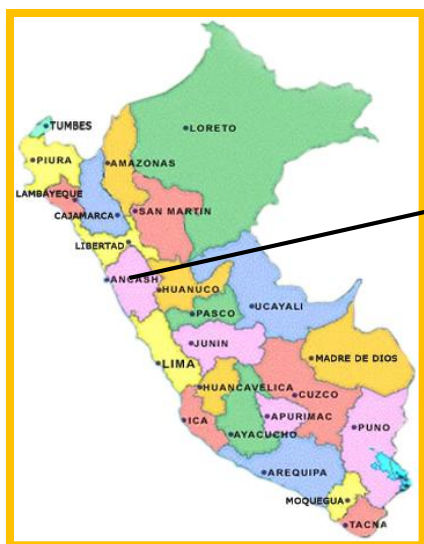 TUMBES
LORETO
PIURA
AMAZONAS
LAMBAYEQUE
CAJAMARCA
SAN MARTIN
LIBERTAD
ANCASH
HUANUCO
UCAYALI
PASCO
JUNIN
LIMA
MADRE DE DIOS
HUANCAVELICA
CUZCO
ICA
APURIMAC
PUNO
AYACUCHO
AREQUIPA
MOQUEGUA
TACNA